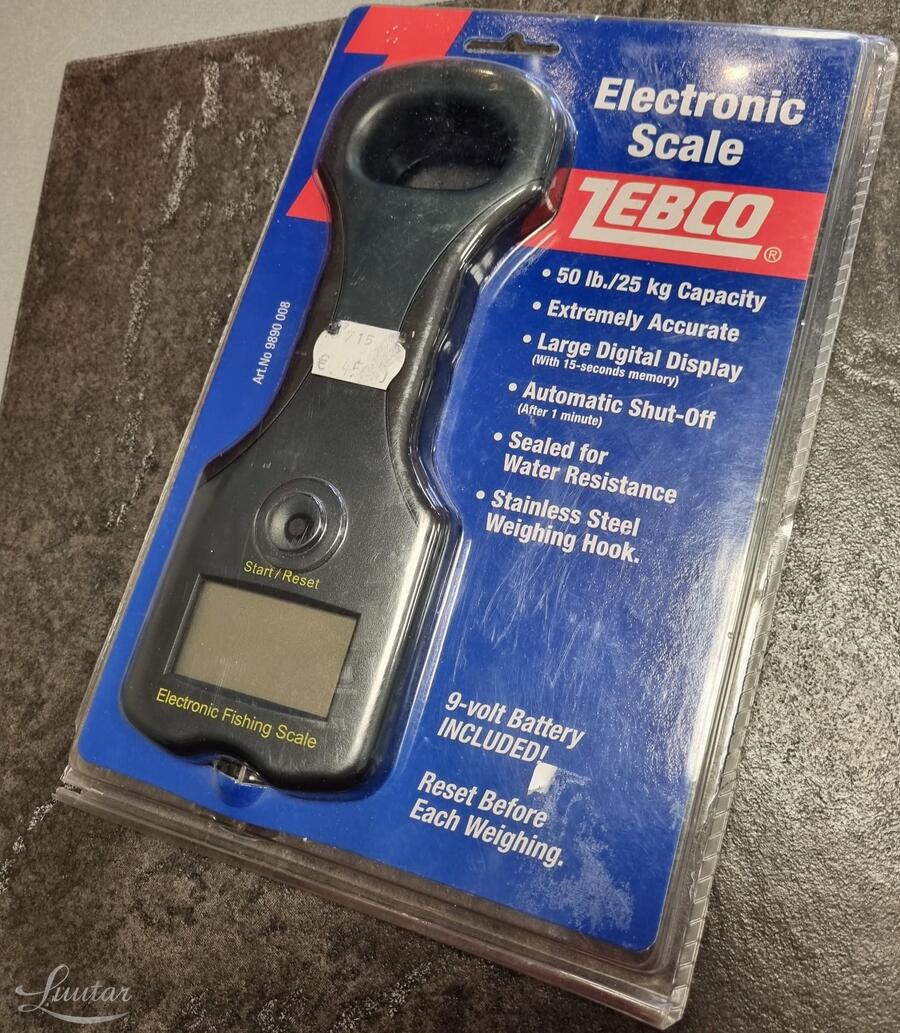 Electronic
Scale
ZEBCO®
• 50 lb./25 kg Capacity
• Extremely Accurate
• Large Digital Display
(With 15-seconds memory)
• Automatic Shut-Off
(After 1 minute)
• Sealed for
Water Resistance
• Stainless Steel
Weighing Hook.
9-volt Battery
INCLUDED!
Reset Before
Each Weighing.
Art.No 9890 008
715
€
Start / Reset
Electronic Fishing Scale
Luutar